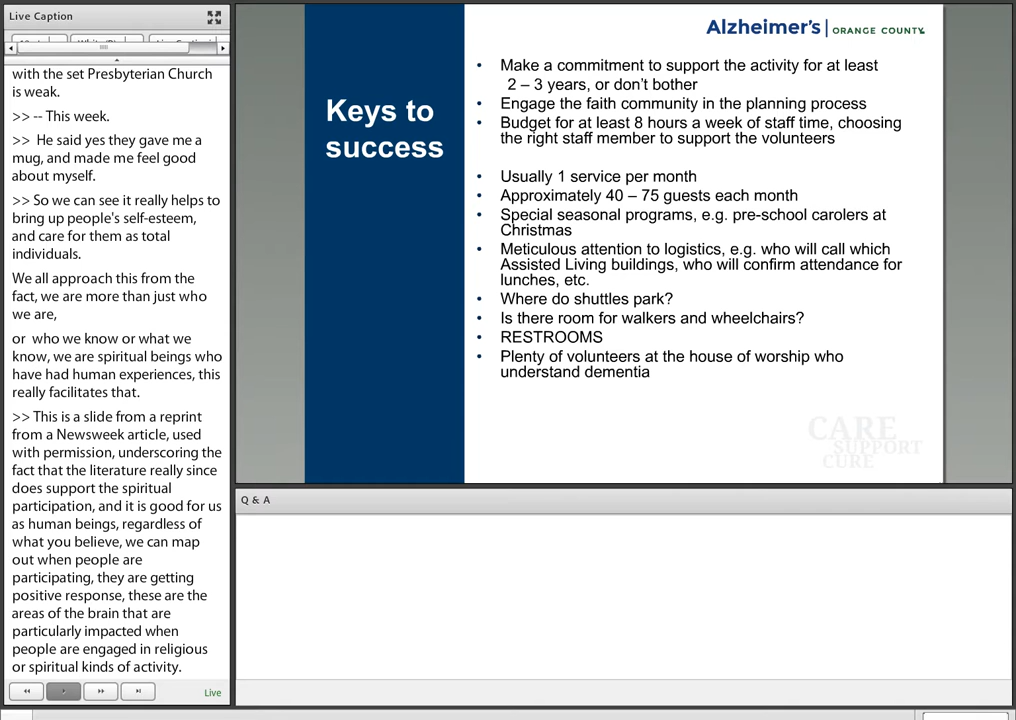 Live Caption
with the set Presbyterian Church
is weak.
>> -- This week.
>>  He said yes they gave me a
mug, and made me feel good
about myself.
>> So we can see it really helps to
bring up people's self-esteem,
and care for them as total
individuals.
We all approach this from the
fact, we are more than just who
we are,
or  who we know or what we
know, we are spiritual beings who
have had human experiences, this
really facilitates that.
>> This is a slide from a reprint
from a Newsweek article, used
with permission, underscoring the
fact that the literature really since
does support the spiritual
participation, and it is good for us
as human beings, regardless of
what you believe, we can map
out when people are
participating, they are getting
positive response, these are the
areas of the brain that are
particularly impacted when
people are engaged in religious
or spiritual kinds of activity.
Live
Alzheimer's | ORANGE COUNTY
Keys to
success
• Make a commitment to support the activity for at least
2 – 3 years, or don't bother
• Engage the faith community in the planning process
• Budget for at least 8 hours a week of staff time, choosing
the right staff member to support the volunteers
• Usually 1 service per month
• Approximately 40 – 75 guests each month
• Special seasonal programs, e.g. pre-school carolers at
Christmas
• Meticulous attention to logistics, e.g. who will call which
Assisted Living buildings, who will confirm attendance for
lunches, etc.
• Where do shuttles park?
• Is there room for walkers and wheelchairs?
• RESTROOMS
• Plenty of volunteers at the house of worship who
understand dementia
CARE
SUPPORT
CURE
Q & A